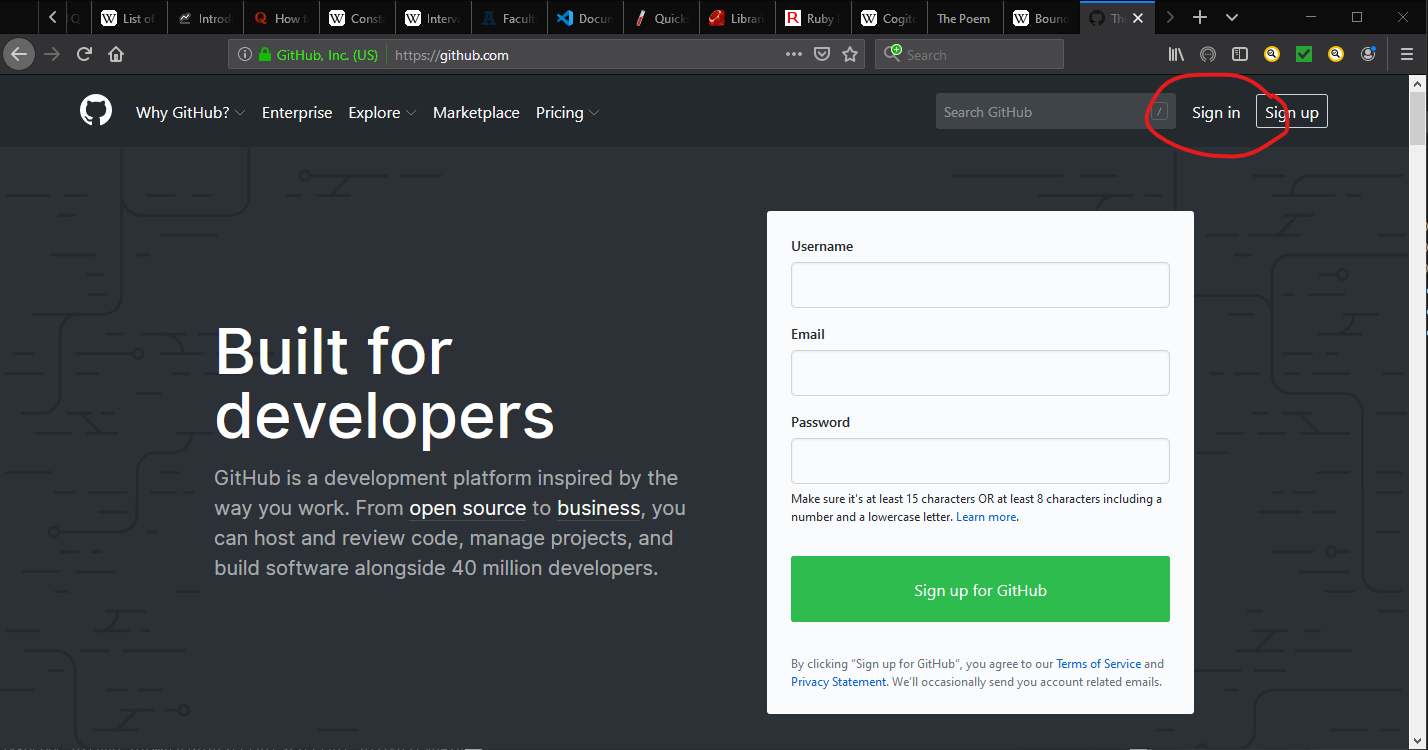 List of
Introd
How t
Consta
Interva
Facult
Docun
Quick
Librari
Ruby
Cogito
The Poem
Bound
The
GitHub, Inc. (US)
https://github.com
Search
Why GitHub?
Enterprise
Explore
Marketplace
Pricing
Search GitHub
/
Sign in
Sign up
Built for
developers
GitHub is a development platform inspired by the
way you work. From open source to business, you
can host and review code, manage projects, and
build software alongside 40 million developers.
Username
Email
Password
Make sure it's at least 15 characters OR at least 8 characters including a
number and a lowercase letter. Learn more.
Sign up for GitHub
By clicking “Sign up for GitHub”, you agree to our Terms of Service and
Privacy Statement. We’ll occasionally send you account related emails.